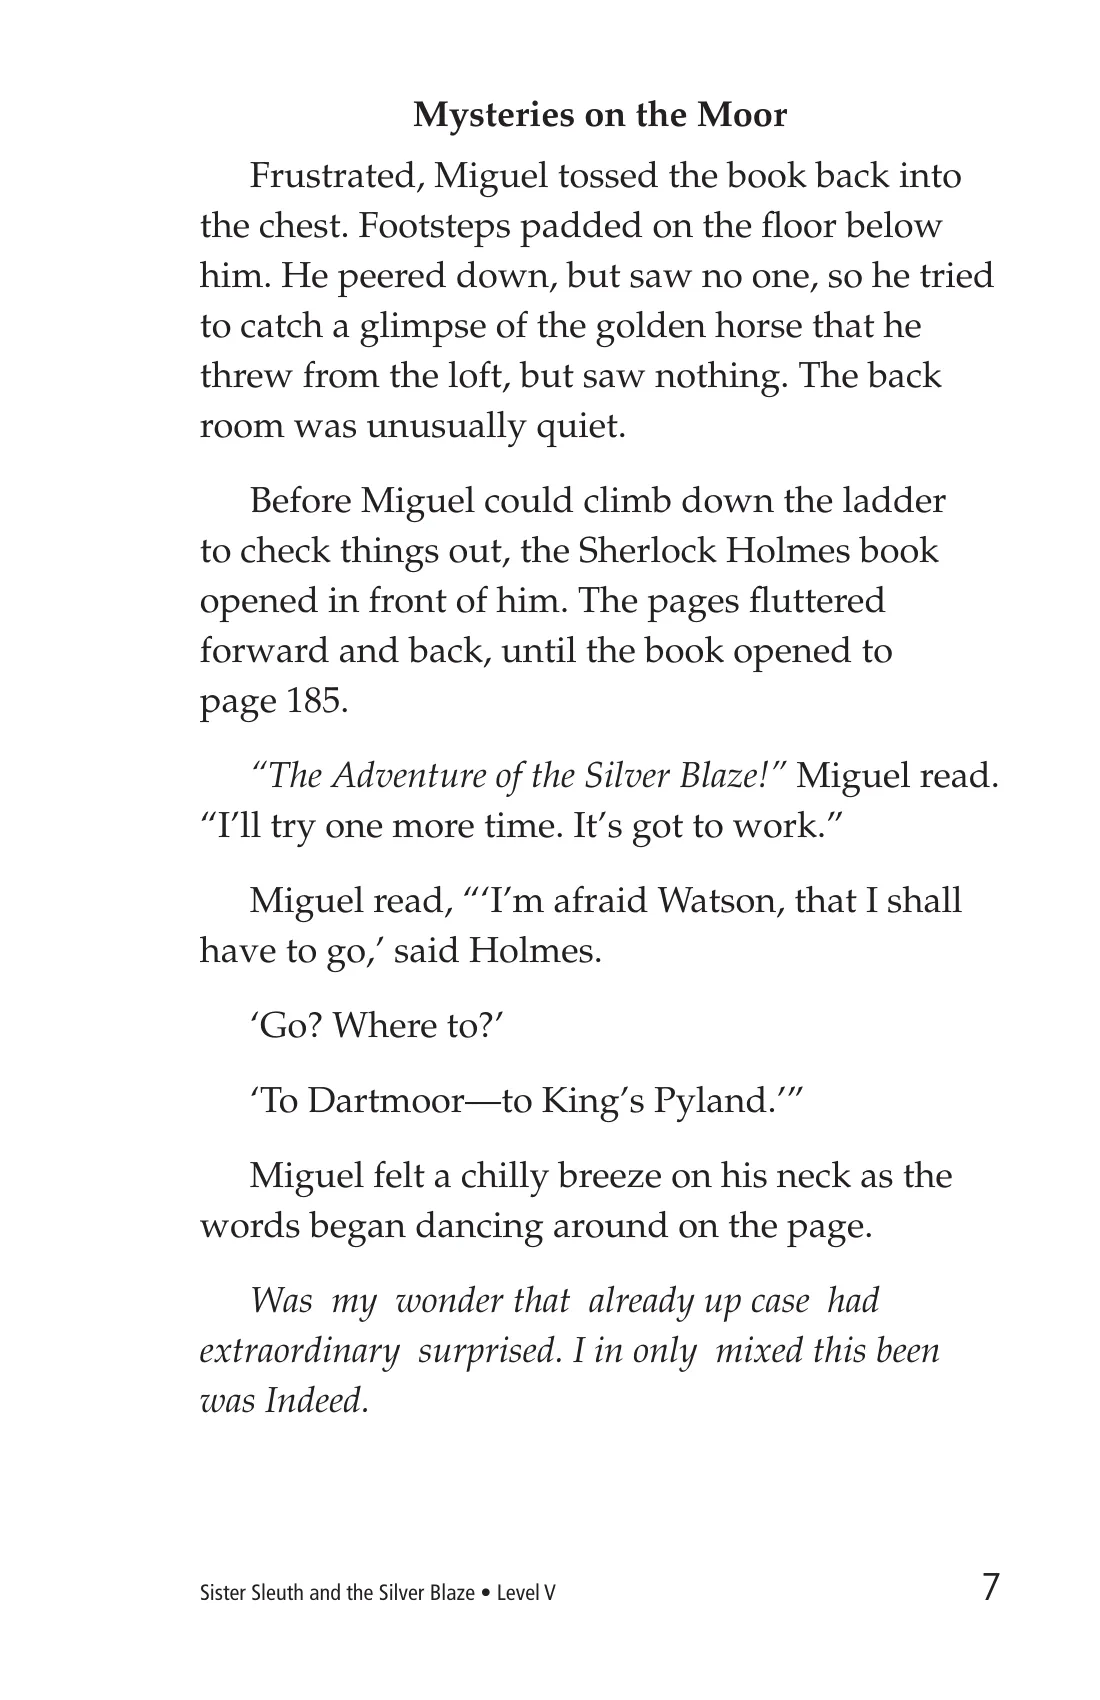 Mysteries on the Moor
Frustrated, Miguel tossed the book back into
the chest. Footsteps padded on the floor below
him. He peered down, but saw no one, so he tried
to catch a glimpse of the golden horse that he
threw from the loft, but saw nothing. The back
room was unusually quiet.
Before Miguel could climb down the ladder
to check things out, the Sherlock Holmes book
opened in front of him. The pages fluttered
forward and back, until the book opened to
page 185.
“The Adventure of the Silver Blaze!” Miguel read.
“I’ll try one more time. It’s got to work.”
Miguel read, “‘I’m afraid Watson, that I shall
have to go,’ said Holmes.
‘Go? Where to?’
‘To Dartmoor—to King’s Pyland.’”
Miguel felt a chilly breeze on his neck as the
words began dancing around on the page.
Was my wonder that already up case had
extraordinary surprised. I in only mixed this been
was Indeed.
Sister Sleuth and the Silver Blaze • Level V
7